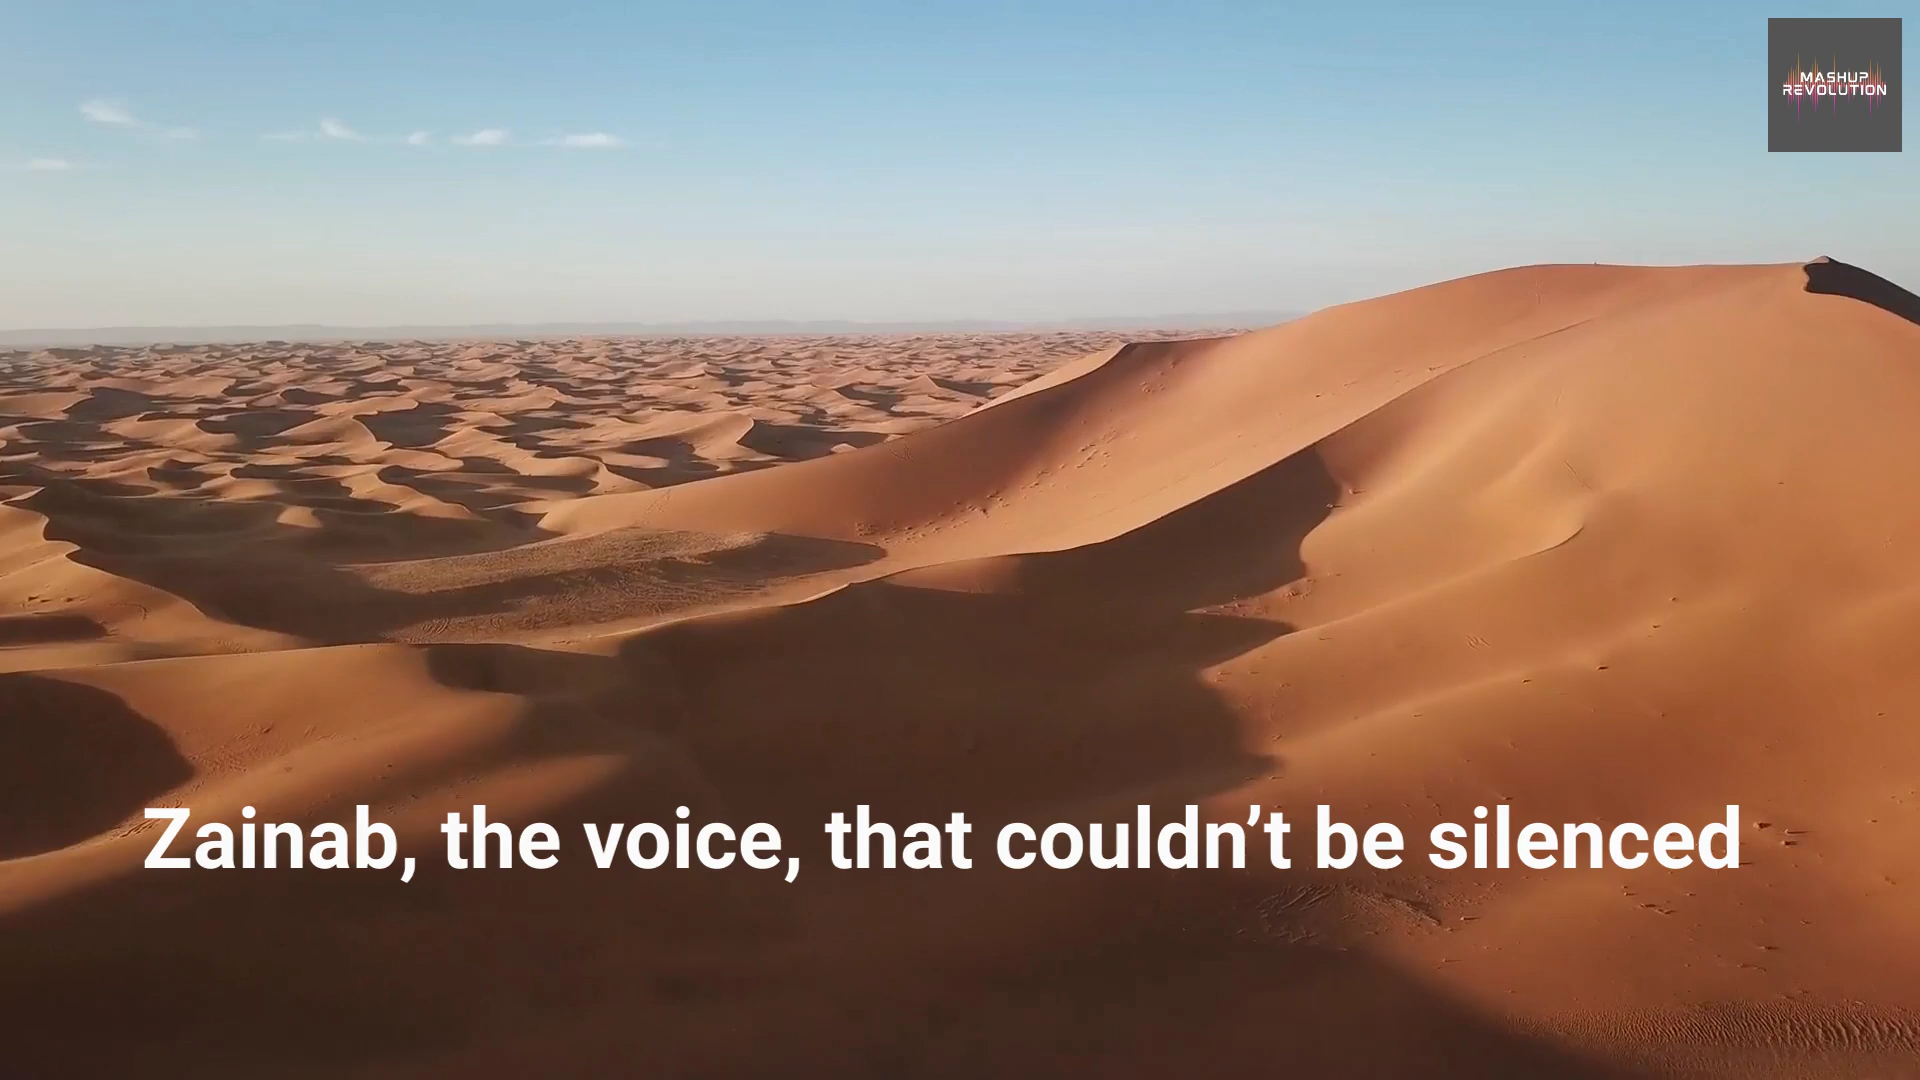 MASHUP
REVOLUTION
Zainab, the voice, that couldn’t be silenced